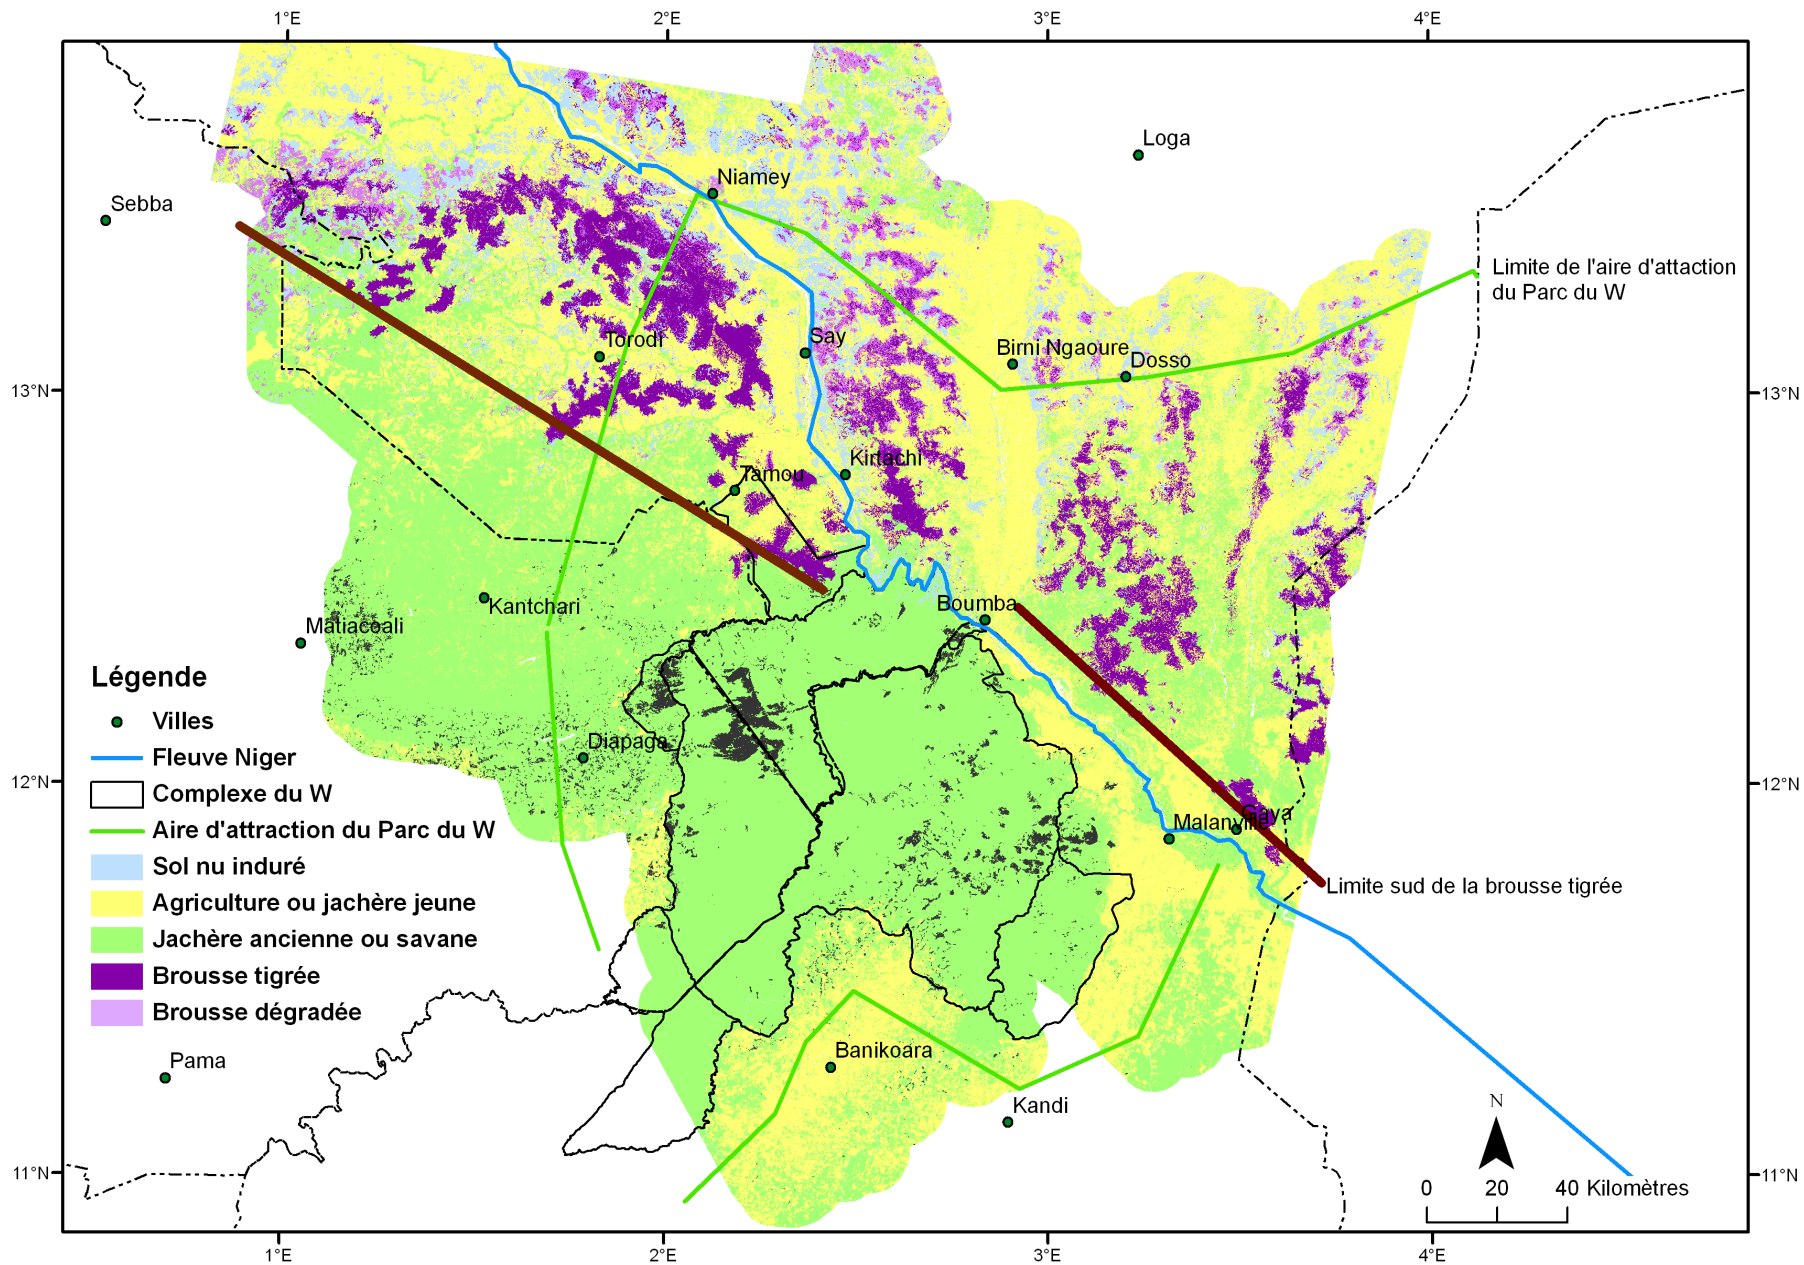 1°E
2°E
3°E
4°E
Loga
Niamey
Sebba
Limite de l'aire d'attaction
du Parc du W
Torodi
Say
Birni Ngaoure
Dosso
13°N
13°N
Kirtachi
Tamou
Kantchari
Boumba
Matiacoali
Diapaga
12°N
12°N
Gaya
Malanville
Limite sud de la brousse tigrée
Légende
Villes
Fleuve Niger
Complexe du W
Aire d'attraction du Parc du W
Sol nu induré
Agriculture ou jachère jeune
Jachère ancienne ou savane
Brousse tigrée
Brousse dégradée
Pama
Banikoara
Kandi
N
11°N
11°N
0 20 40 Kilomètres
1°E
2°E
3°E
4°E